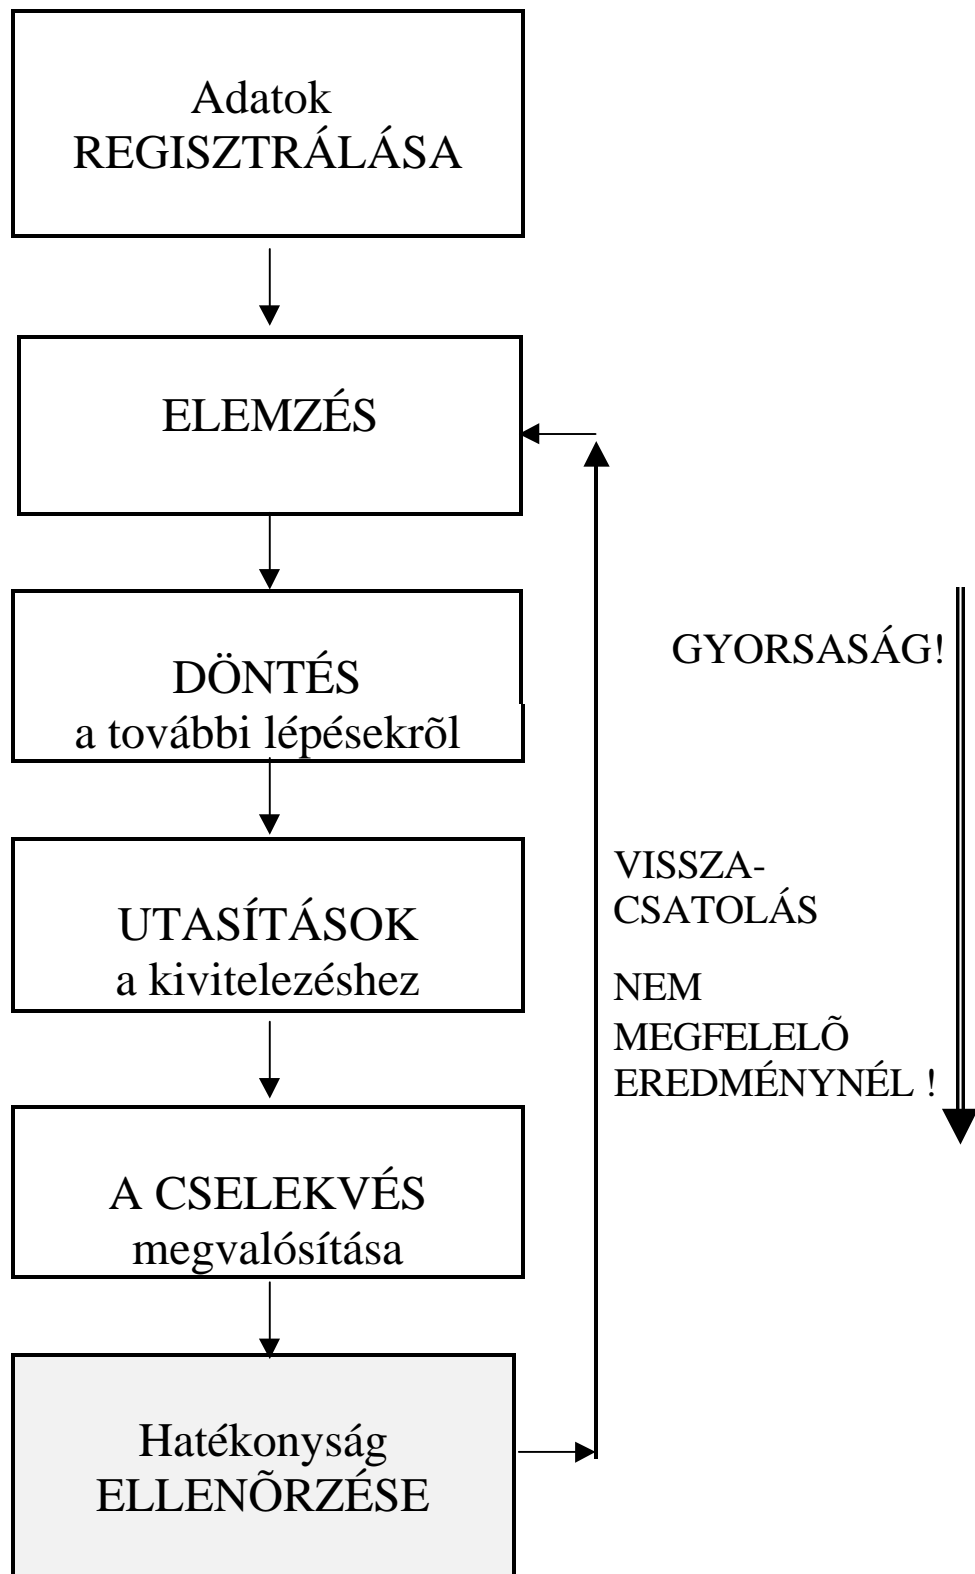 Adatok
REGISZTRÁLÁSA
ELEMZÉS
DÖNTÉS
a további lépésekrõl
UTASÍTÁSOK
a kivitelezéshez
A CSELEKVÉS
megvalósítása
Hatékonyság
ELLENÕRZÉSE
GYORSASÁG!
VISSZA-
CSATOLÁS
NEM
MEGFELELÕ
EREDMÉNYNÉL !